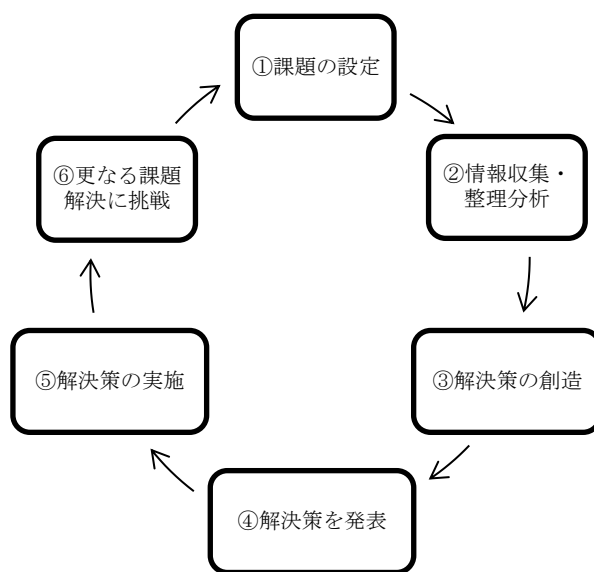 ①課題の設定
②情報収集・
整理分析
③解決策の創造
④解決策を発表
⑤解決策の実施
⑥更なる課題
解決に挑戦